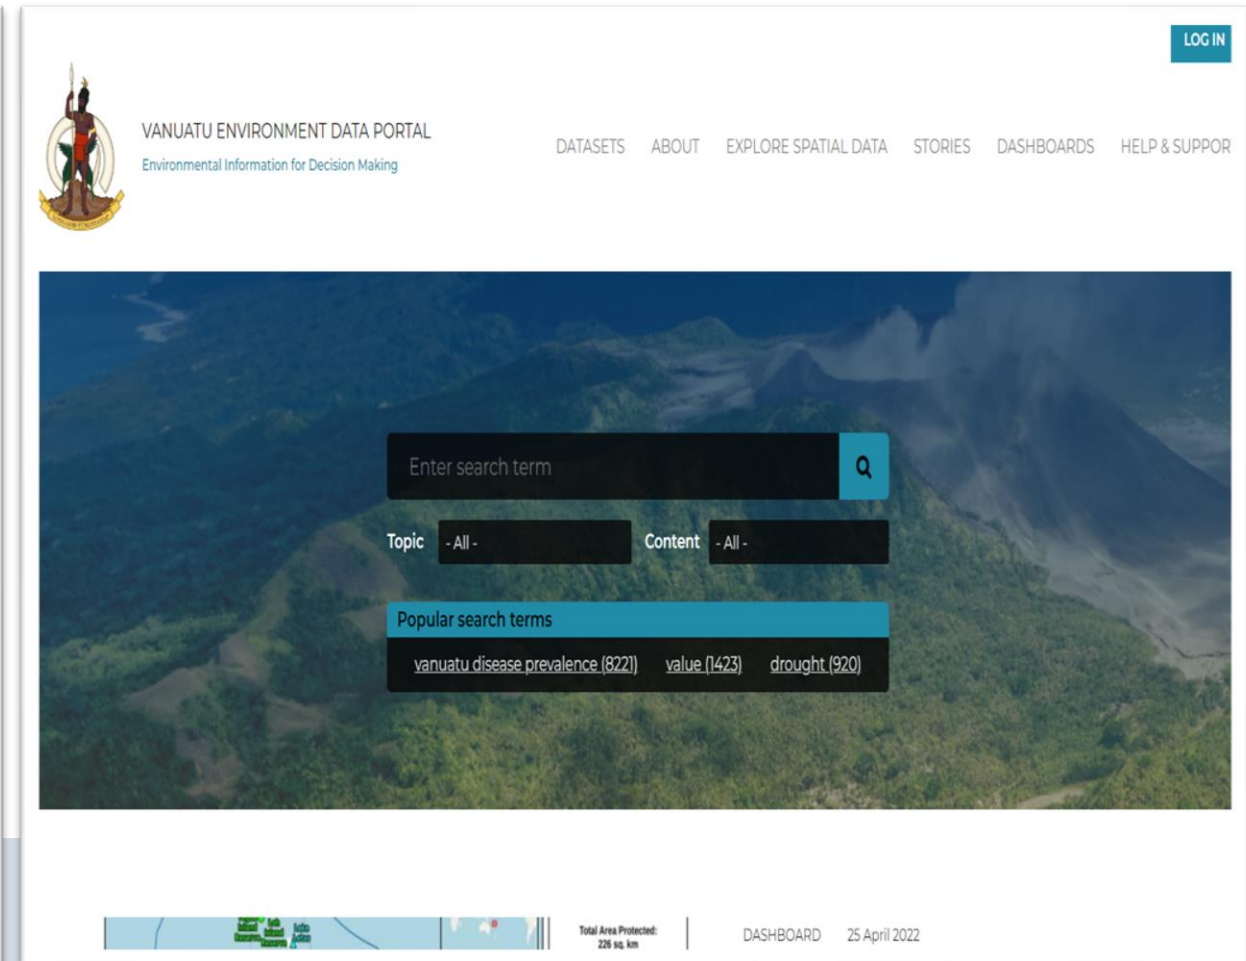 LOG IN
VANUATU ENVIRONMENT DATA PORTAL
Environmental Information for Decision Making
DATASETS ABOUT EXPLORE SPATIAL DATA STORIES DASHBOARDS HELP & SUPPOR
Enter search term
Topic - All - Content - All -
Popular search terms
vanuatu disease prevalence (8221) value (1423) drought (920)
Total Area Protected:
226 sq. km
DASHBOARD 25 April 2022